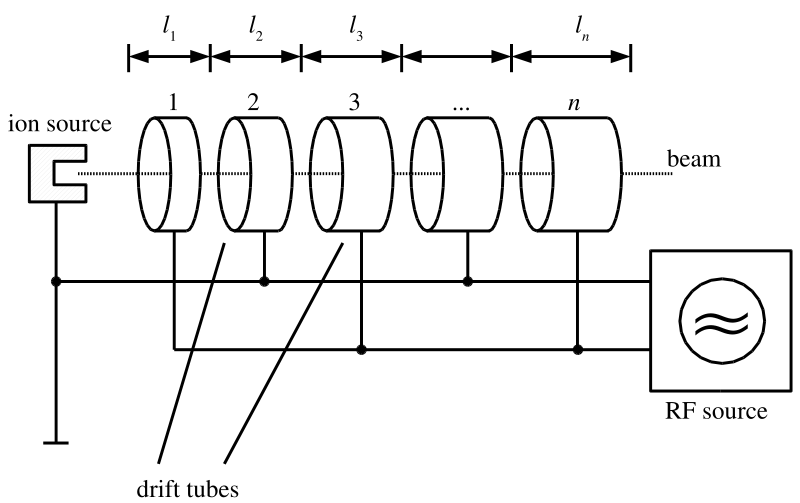 l1 l2 l3 ln
1 2 3 ... n
ion source
beam
RF source
drift tubes